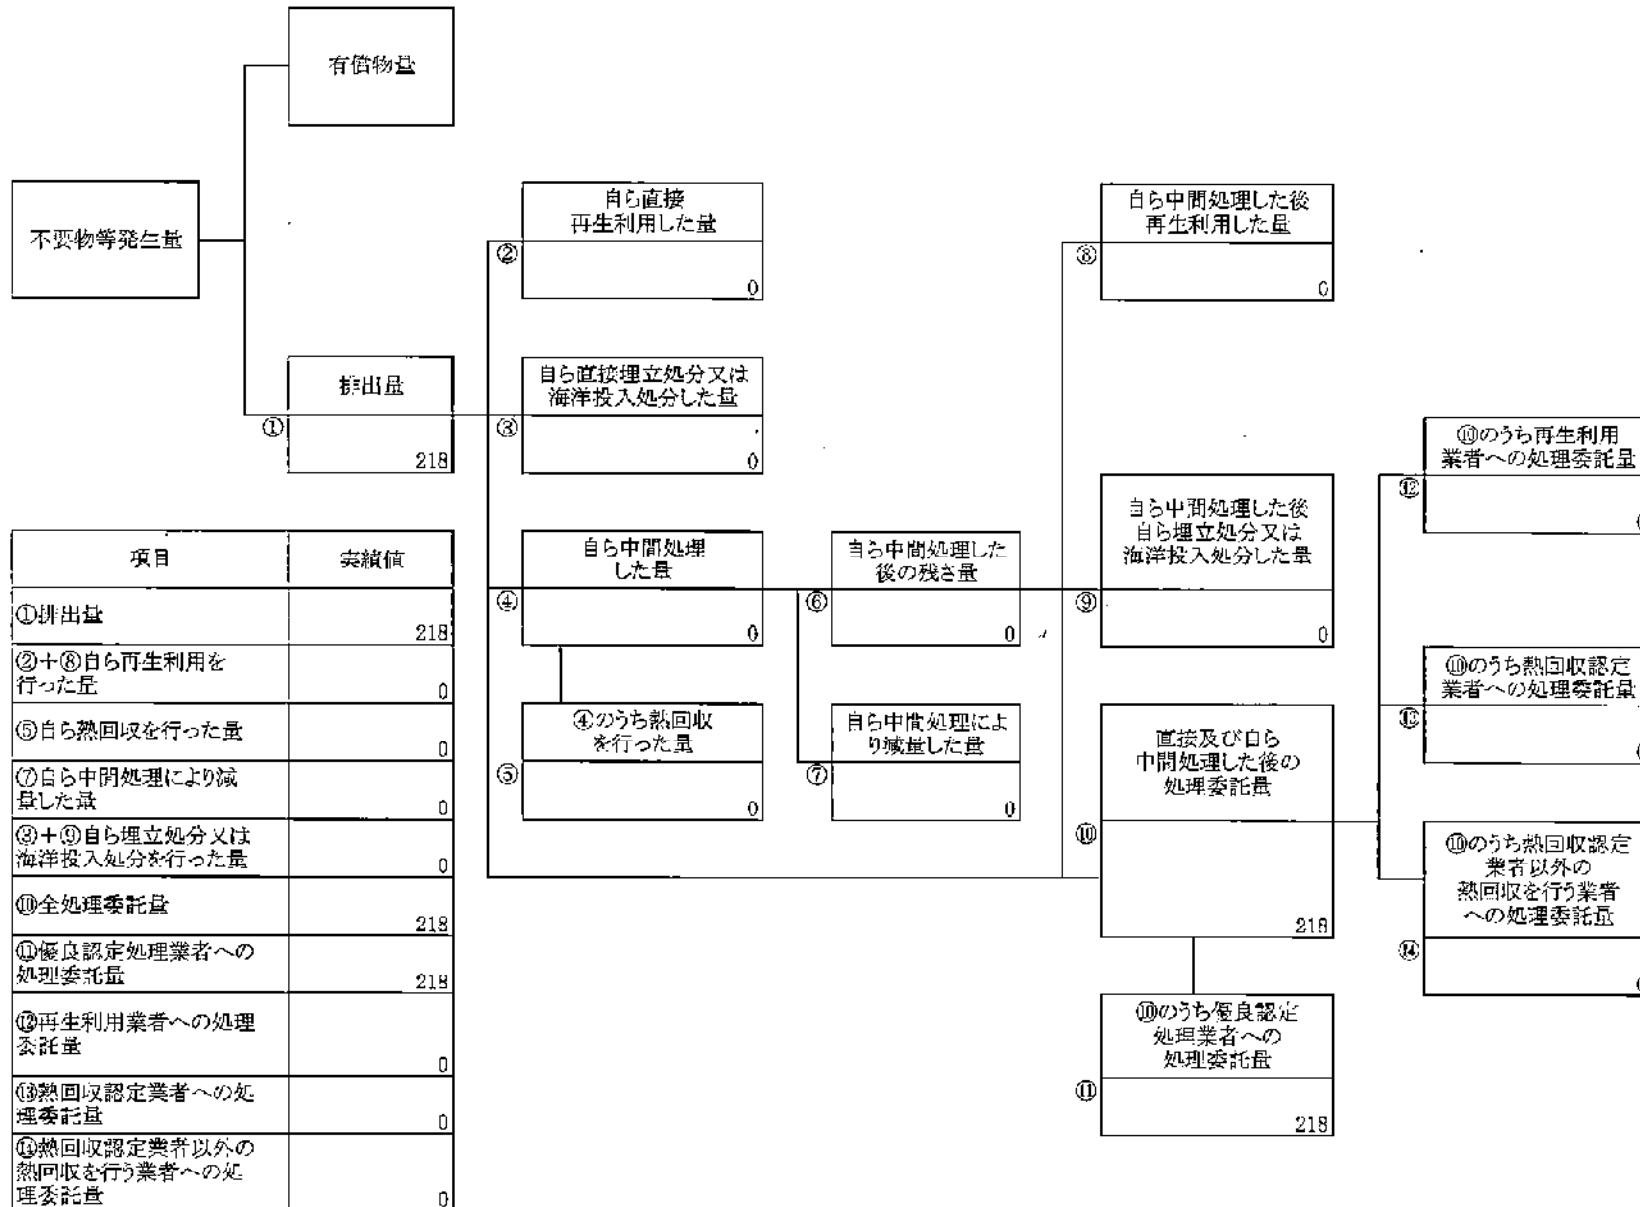 有償物量
不要物等発生量
自ら直接
再生利用した量
②
0
自ら中間処理した後
再生利用した量
⑧
0
排出量
①
218
自ら直接埋立処分又は
海洋投入処分した量
③
0
⑩のうち再生利用
業者への処理委託量
⑫
自ら中間処理
した量
④
0
自ら中間処理した
後の残さ量
⑥
0
自ら中間処理した後
自ら埋立処分又は
海洋投入処分した量
⑨
0
⑩のうち熱回収認定
業者への処理委託量
⑬
④のうち熱回収
を行った量
⑤
0
自ら中間処理によ
り減量した量
⑦
0
直接及び自ら
中間処理した後の
処理委託量
⑩
218
⑩のうち熱回収認定
業者以外の
熱回収を行う業者
への処理委託量
⑭
⑩のうち優良認定
処理業者への
処理委託量
⑪
218
項目 実績値
①排出量
218
②+⑧自ら再生利用を
行った量
0
⑤自ら熱回収を行った量
0
⑦自ら中間処理により減
量した量
0
③+⑨自ら埋立処分又は
海洋投入処分を行った量
0
⑩全処理委託量
218
⑪優良認定処理業者への
処理委託量
218
⑫再生利用業者への処理
委託量
0
⑬熱回収認定業者への処
理委託量
0
⑭熱回収認定業者以外の
熱回収を行う業者への処
理委託量
0